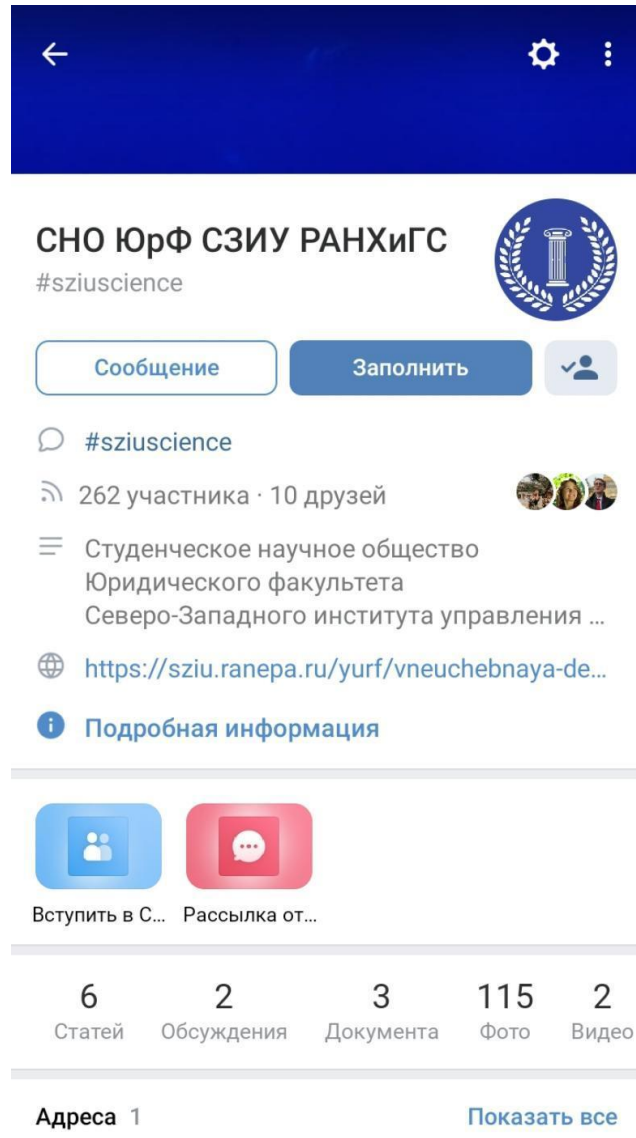 СНО ЮрФ СЗИУ РАНХиГС
#sziuscience
Сообщение
Заполнить
#sziuscience
262 участника · 10 друзей
Студенческое научное общество
Юридического факультета
Северо-Западного института управления ...
https://sziu.ranepa.ru/yurf/vneuchebnaya-de...
Подробная информация
Вступить в С... Рассылка от...
6 2 3 115 2
Статей Обсуждения Документа Фото Видео
Адреса 1 Показать все